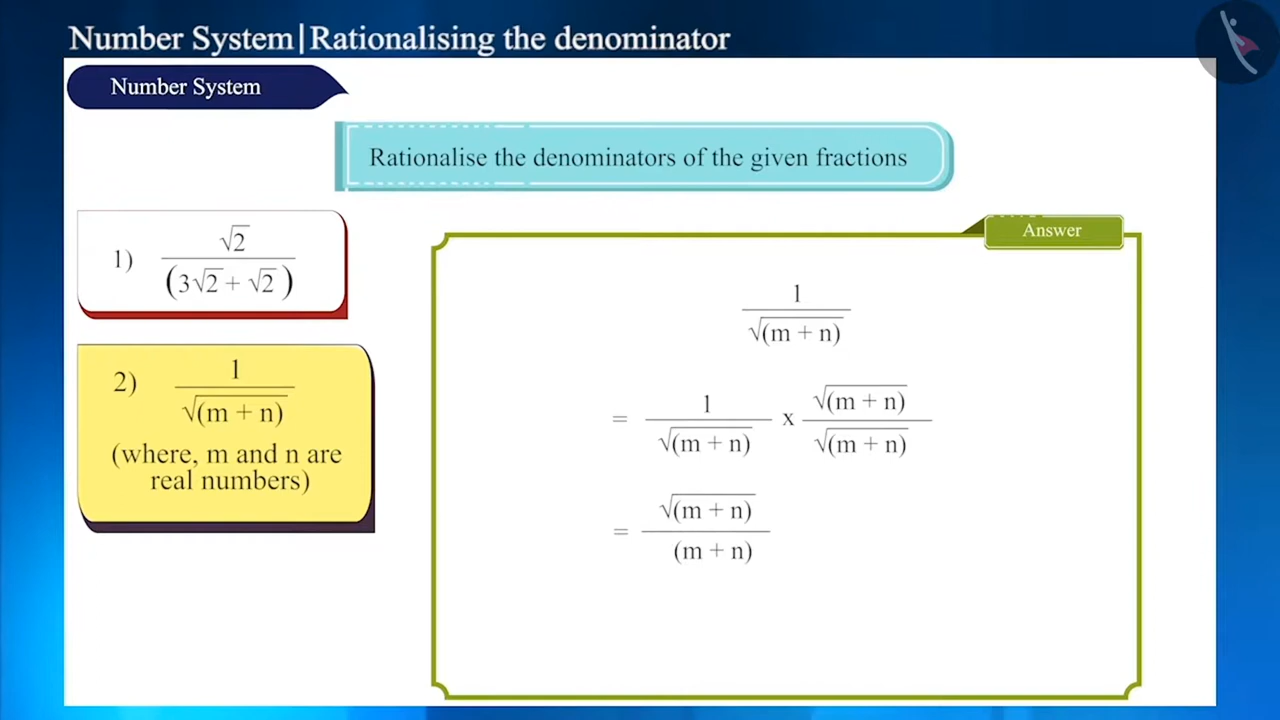 Number System|Rationalising the denominator
Number System
Rationalise the denominators of the given fractions
1) √2 / (3√2 + √2)
2) 1 / √(m + n)
(where, m and n are
real numbers)
Answer
1 / √(m + n)
= 1 / √(m + n) x √(m + n) / √(m + n)
= √(m + n) / (m + n)